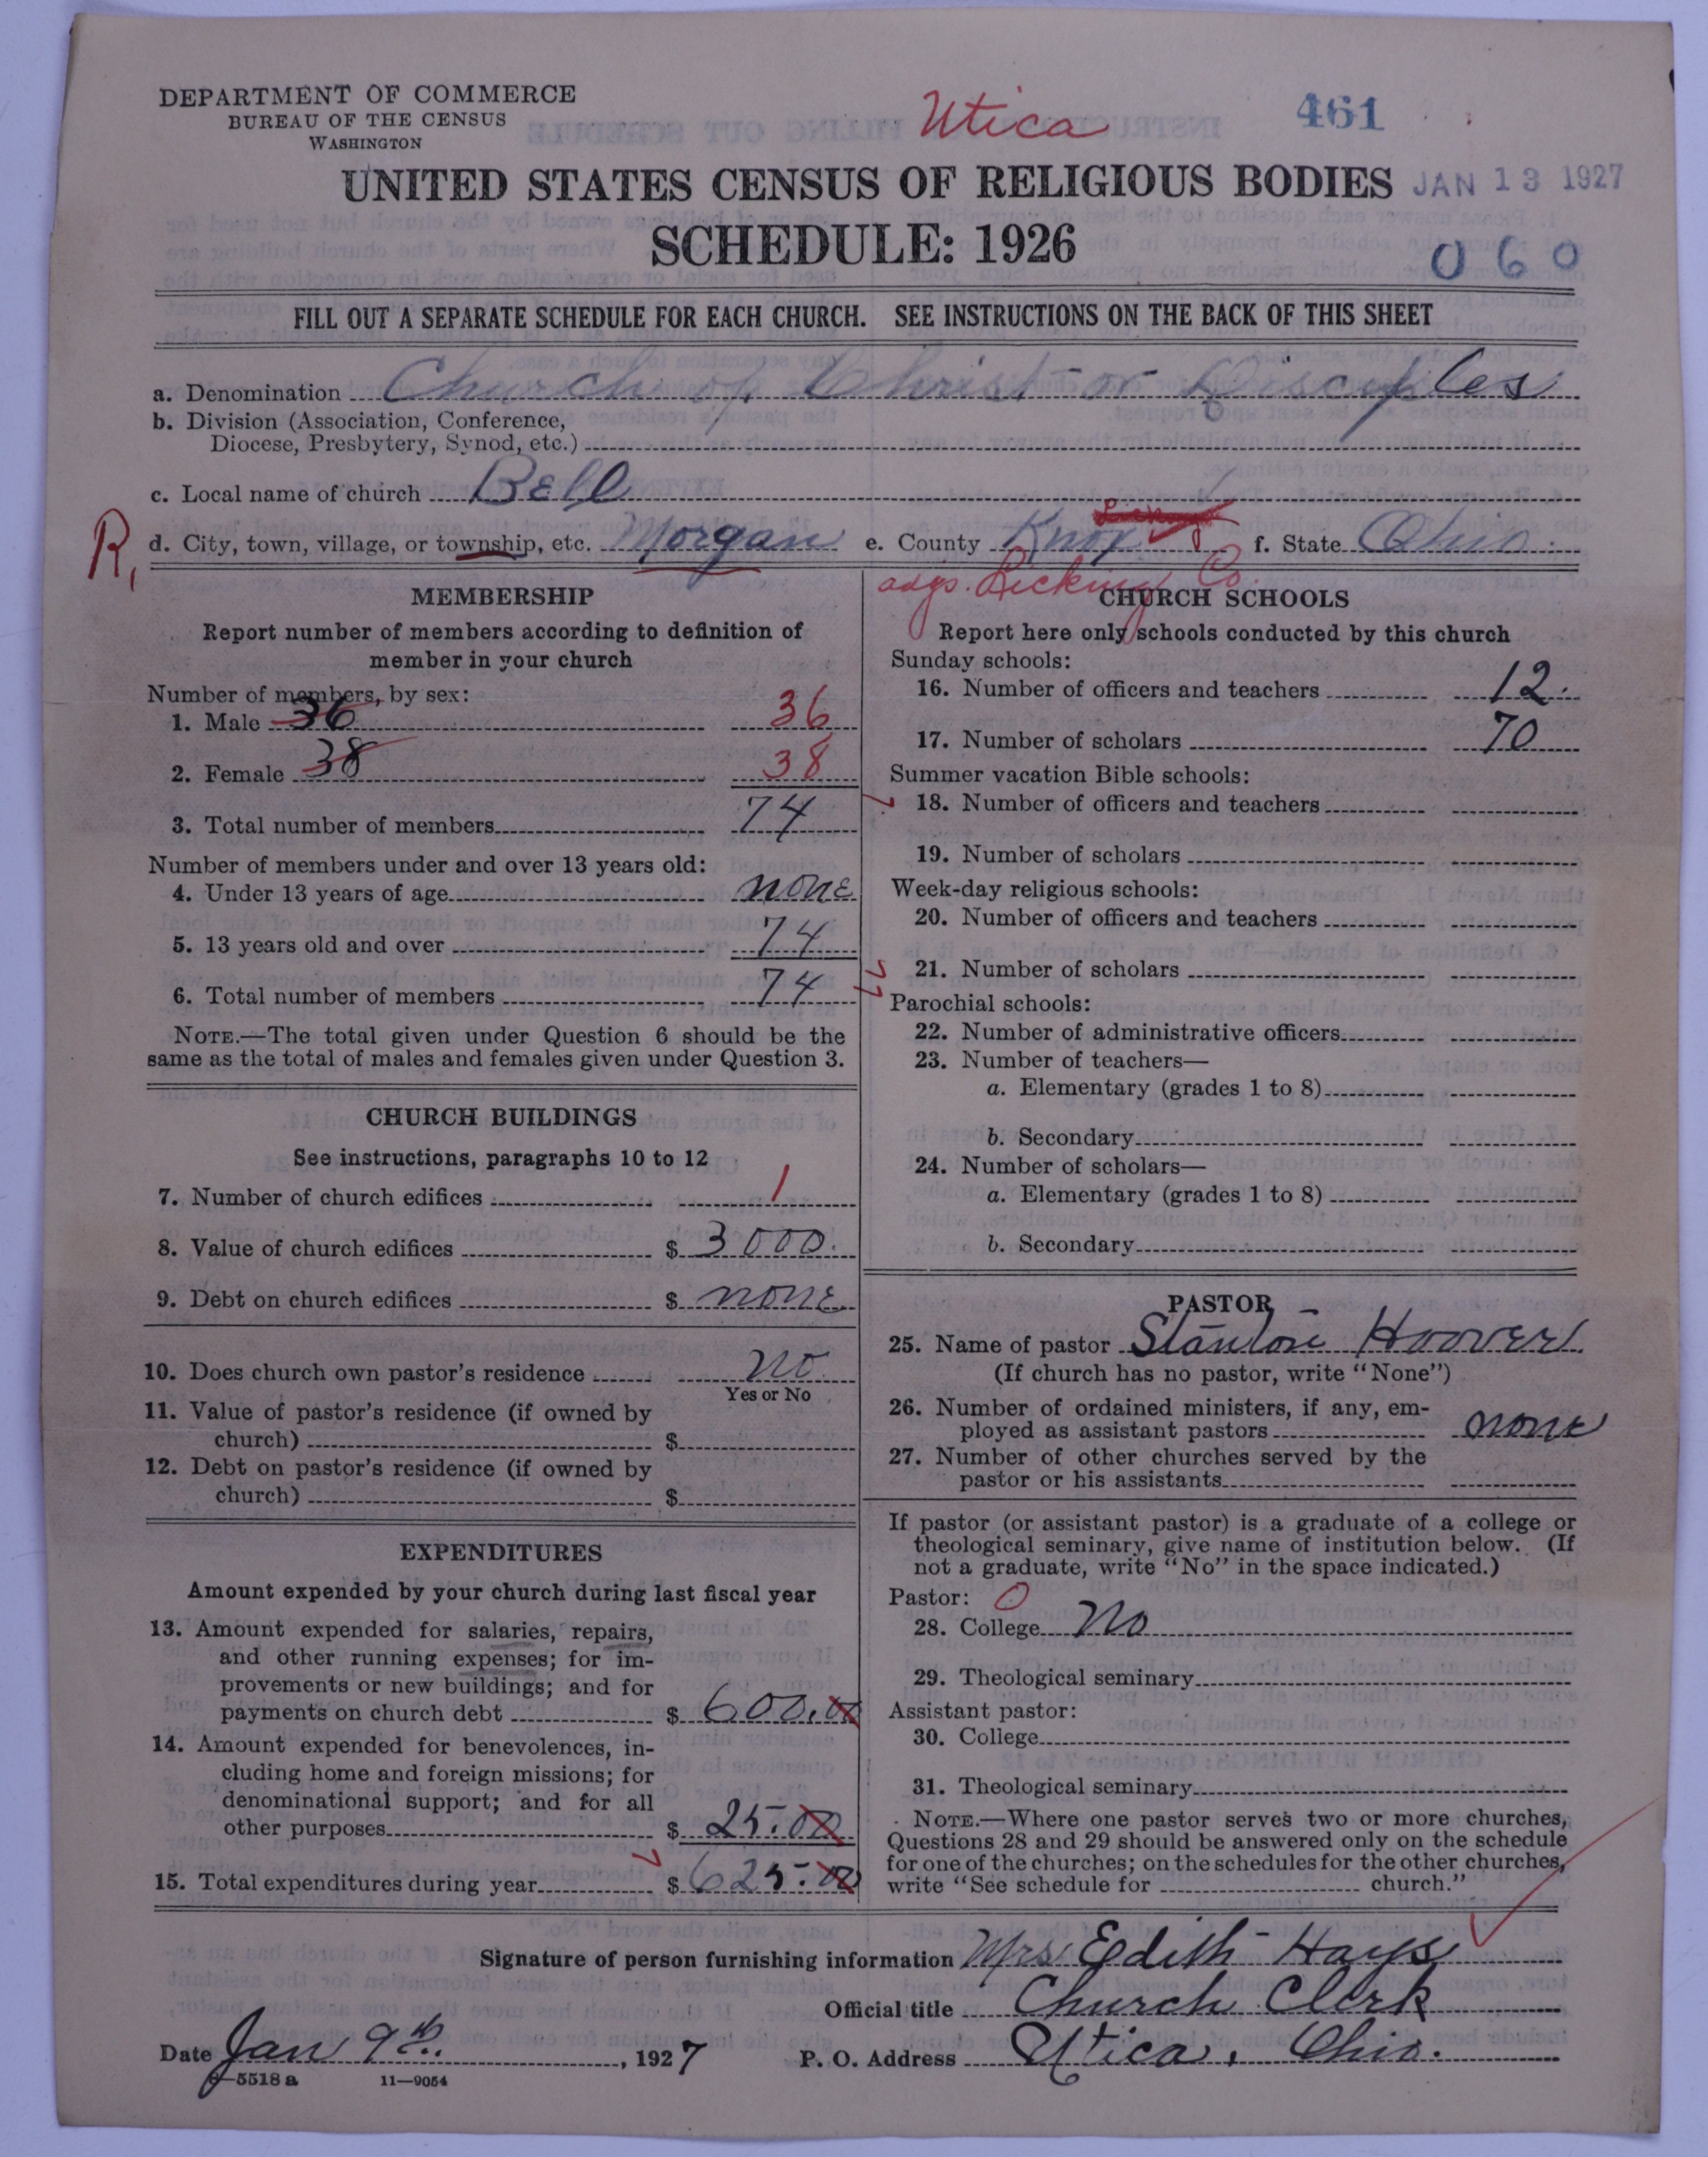 DEPARTMENT OF COMMERCE
BUREAU OF THE CENSUS
WASHINGTON
Utica
461
UNITED STATES CENSUS OF RELIGIOUS BODIES
JAN 13 1927
SCHEDULE: 1926
060
FILL OUT A SEPARATE SCHEDULE FOR EACH CHURCH. SEE INSTRUCTIONS ON THE BACK OF THIS SHEET
a. Denomination Church of Christ or Disciples
b. Division (Association, Conference,
Diocese, Presbytery, Synod, etc.)
c. Local name of church Bell
R,
d. City, town, village, or township, etc. Morgan e. County Knox Licking f. State Ohio.
adgs. Licking Co.
MEMBERSHIP
Report number of members according to definition of
member in your church
Number of members, by sex:
1. Male 36 36
2. Female 38 38
3. Total number of members 74
Number of members under and over 13 years old:
4. Under 13 years of age none
5. 13 years old and over 74
6. Total number of members 74
NOTE.—The total given under Question 6 should be the
same as the total of males and females given under Question 3.
CHURCH BUILDINGS
See instructions, paragraphs 10 to 12
7. Number of church edifices 1
8. Value of church edifices $ 3000.
9. Debt on church edifices $ none
10. Does church own pastor's residence no
Yes or No
11. Value of pastor's residence (if owned by
church) $
12. Debt on pastor's residence (if owned by
church) $
EXPENDITURES
Amount expended by your church during last fiscal year
13. Amount expended for salaries, repairs,
and other running expenses; for im-
provements or new buildings; and for
payments on church debt $ 600.00
14. Amount expended for benevolences, in-
cluding home and foreign missions; for
denominational support; and for all
other purposes $ 25.00
15. Total expenditures during year $ 625.00
CHURCH SCHOOLS
Report here only schools conducted by this church
Sunday schools:
16. Number of officers and teachers 12.
17. Number of scholars 70
Summer vacation Bible schools:
18. Number of officers and teachers
19. Number of scholars
Week-day religious schools:
20. Number of officers and teachers
21. Number of scholars
Parochial schools:
22. Number of administrative officers
23. Number of teachers—
a. Elementary (grades 1 to 8)
b. Secondary
24. Number of scholars—
a. Elementary (grades 1 to 8)
b. Secondary
PASTOR
25. Name of pastor Stanton Hoover
(If church has no pastor, write "None")
26. Number of ordained ministers, if any, em-
ployed as assistant pastors none
27. Number of other churches served by the
pastor or his assistants
If pastor (or assistant pastor) is a graduate of a college or
theological seminary, give name of institution below. (If
not a graduate, write "No" in the space indicated.)
Pastor: O
28. College No
29. Theological seminary
Assistant pastor:
30. College
31. Theological seminary
NOTE.—Where one pastor serves two or more churches,
Questions 28 and 29 should be answered only on the schedule
for one of the churches; on the schedules for the other churches,
write "See schedule for church."
Signature of person furnishing information Mrs Edith Hays
Official title Church Clerk
Date Jan 9th, 1927 P. O. Address Utica, Ohio.
8—5518 a 11—9054